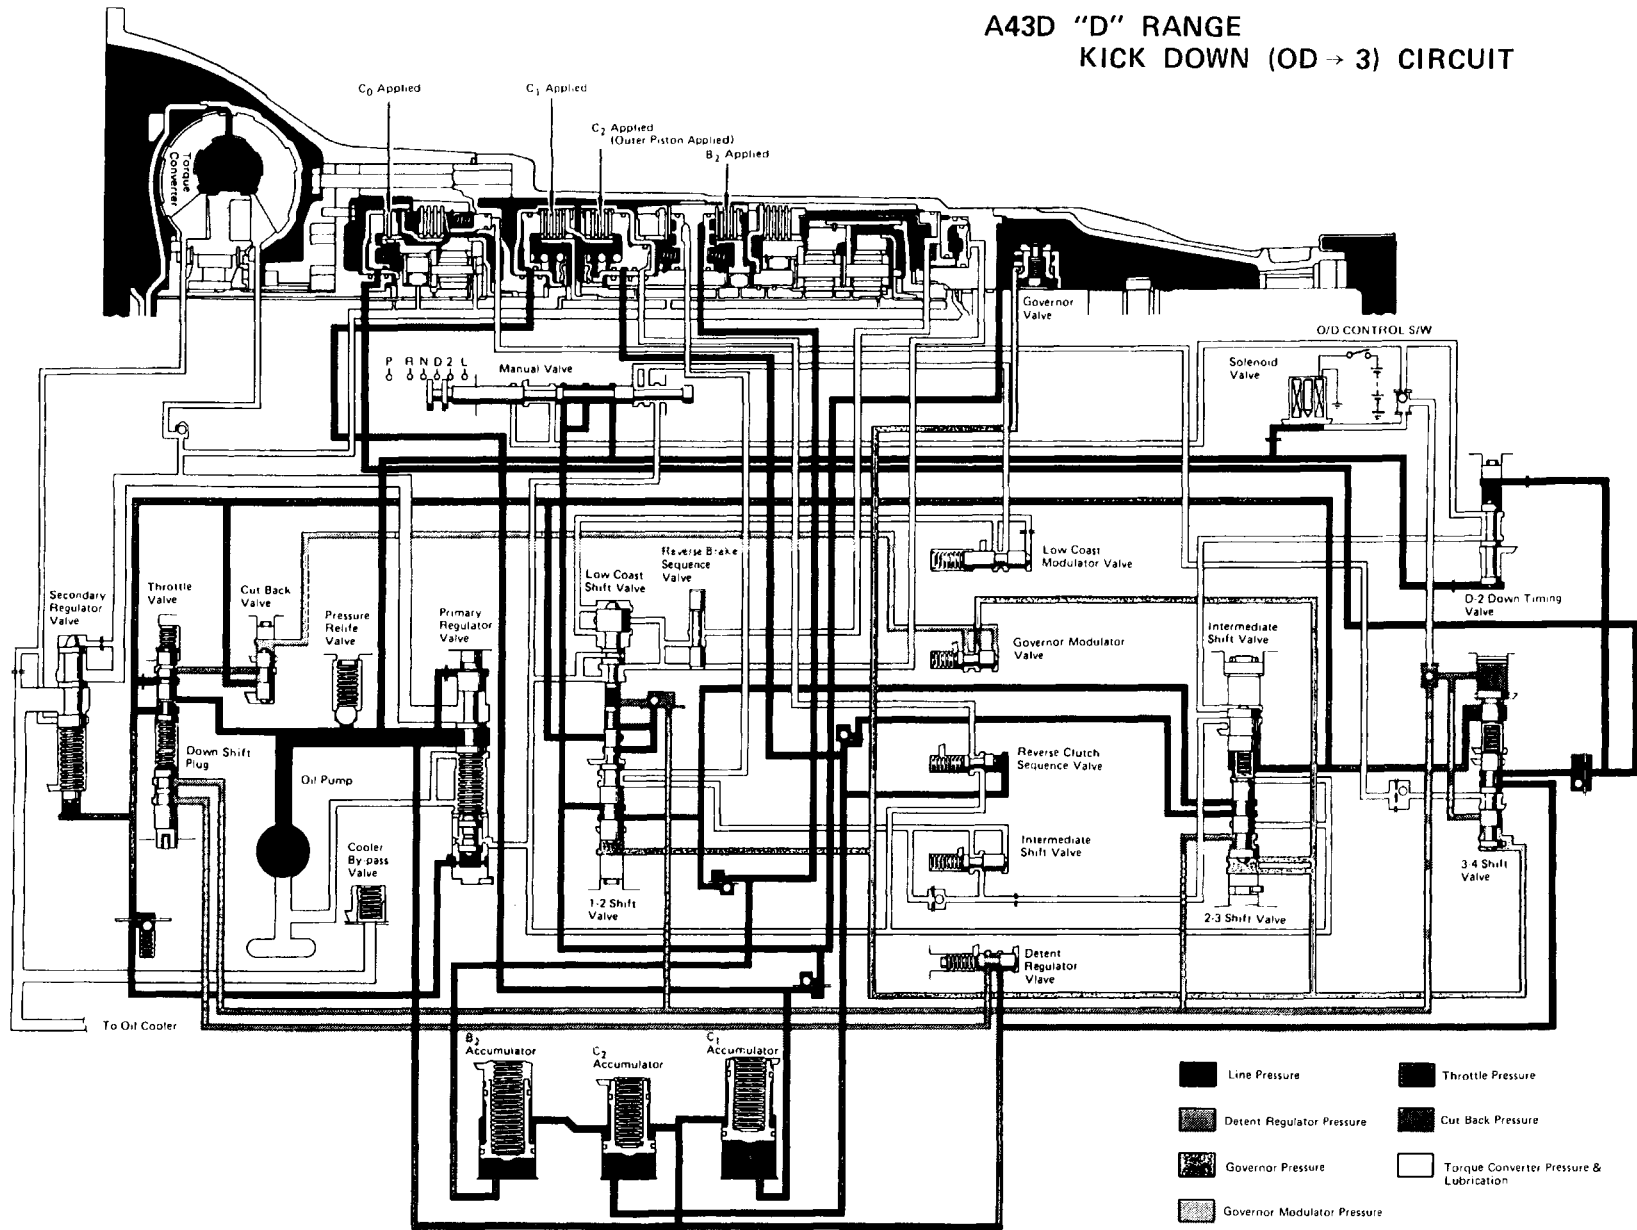 A43D "D" RANGE
KICK DOWN (OD → 3) CIRCUIT
C0 Applied
C1 Applied
C2 Applied
(Outer Piston Applied)
B2 Applied
Torque
Converter
Governor
Valve
O/D CONTROL S/W
Solenoid
Valve
P R N D 2 L
Manual Valve
Reverse Brake
Sequence
Valve
Low Coast
Modulator Valve
Low Coast
Shift Valve
Secondary
Regulator
Valve
Throttle
Valve
Cut Back
Valve
Pressure
Relife
Valve
Primary
Regulator
Valve
D-2 Down Timing
Valve
Governor Modulator
Valve
Intermediate
Shift Valve
Down Shift
Plug
Oil Pump
Reverse Clutch
Sequence Valve
Cooler
By-pass
Valve
Intermediate
Shift Valve
3-4 Shift
Valve
1-2 Shift
Valve
2-3 Shift Valve
Detent
Regulator
Vlave
To Oil Cooler
B2
Accumulator
C2
Accumulator
C1
Accumulator
Line Pressure
Throttle Pressure
Detent Regulator Pressure
Cut Back Pressure
Governor Pressure
Torque Converter Pressure &
Lubrication
Governor Modulator Pressure